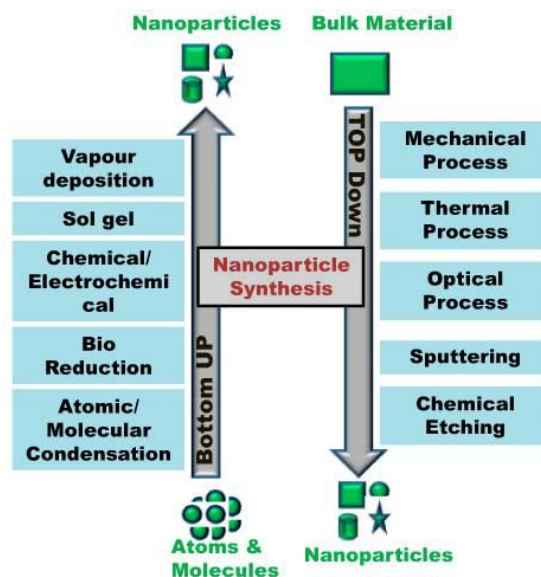 Nanoparticles
Bulk Material
Vapour
deposition
Sol gel
Chemical/
Electrochemi
cal
Bio
Reduction
Atomic/
Molecular
Condensation
Bottom UP
Nanoparticle
Synthesis
TOP Down
Mechanical
Process
Thermal
Process
Optical
Process
Sputtering
Chemical
Etching
Atoms &
Molecules
Nanoparticles